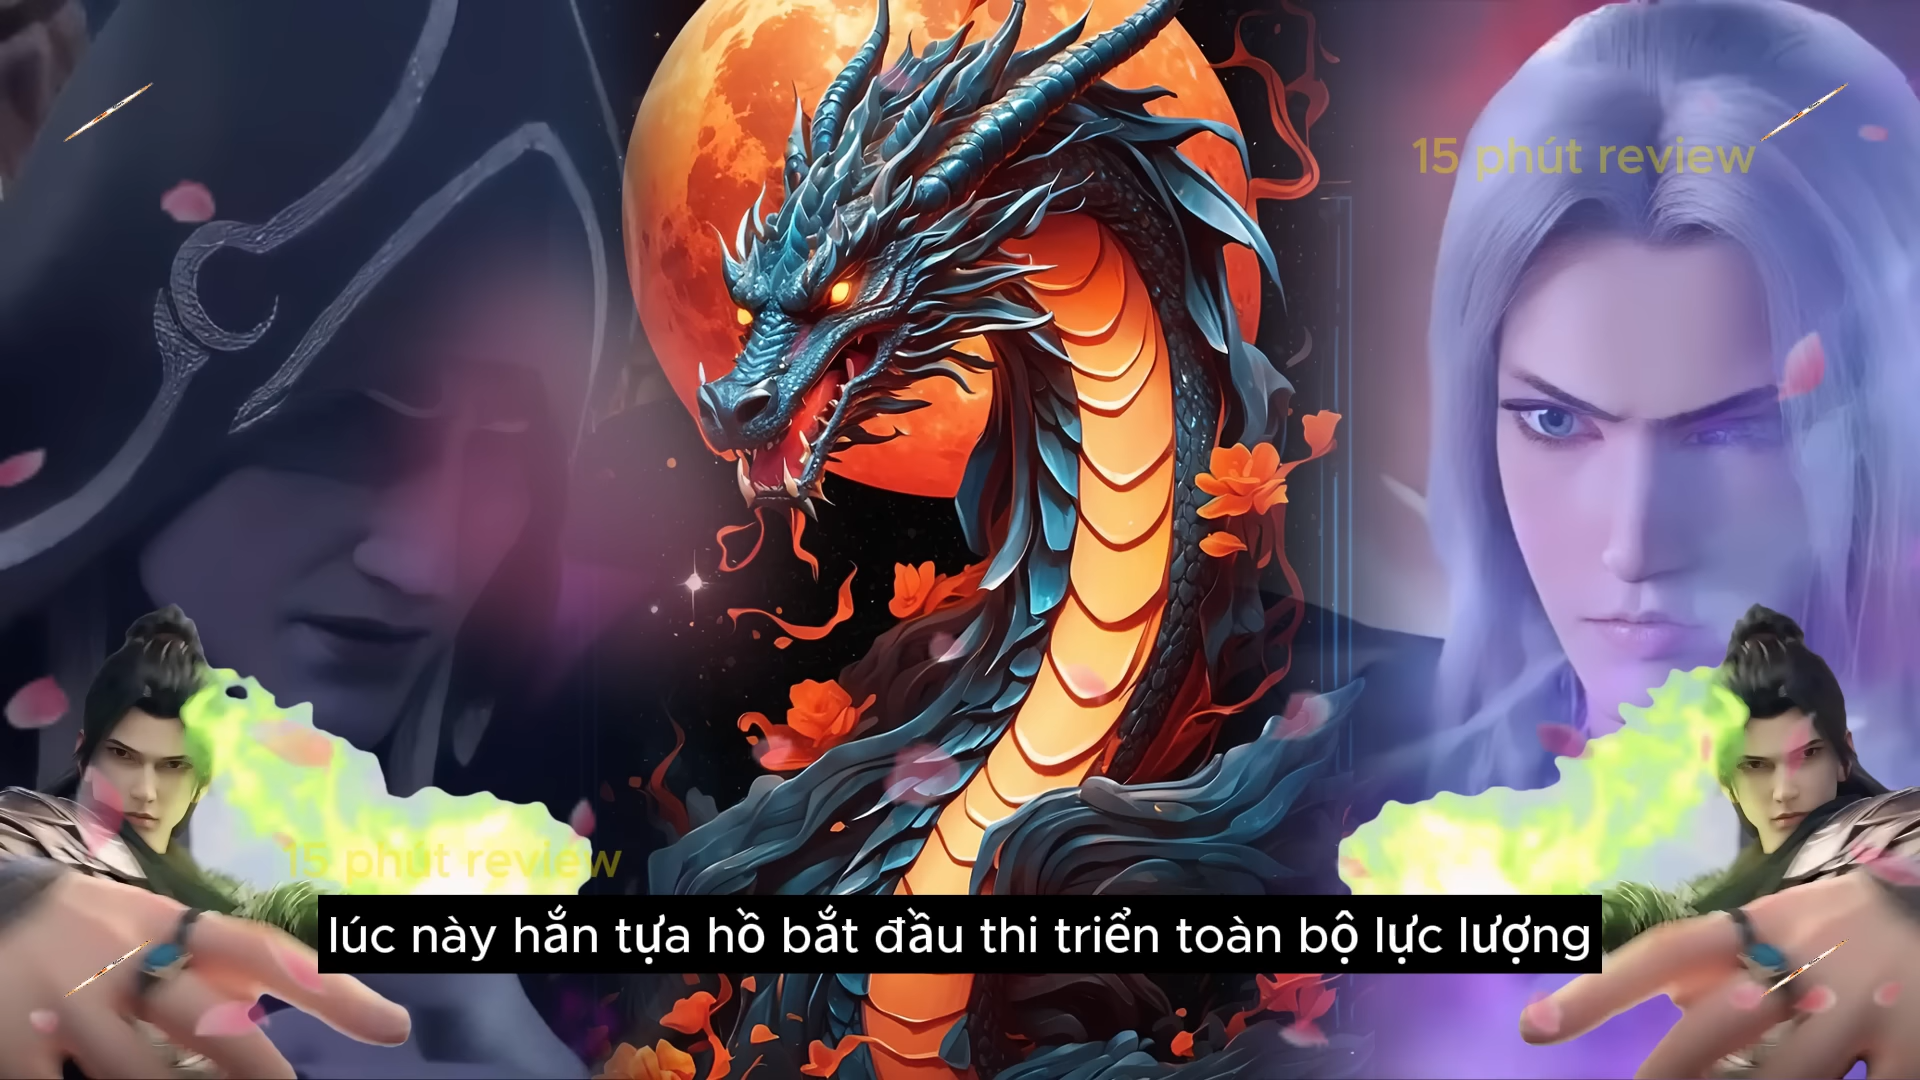 15 phút review
15 phút review
lúc này hắn tựa hồ bắt đầu thi triển toàn bộ lực lượng